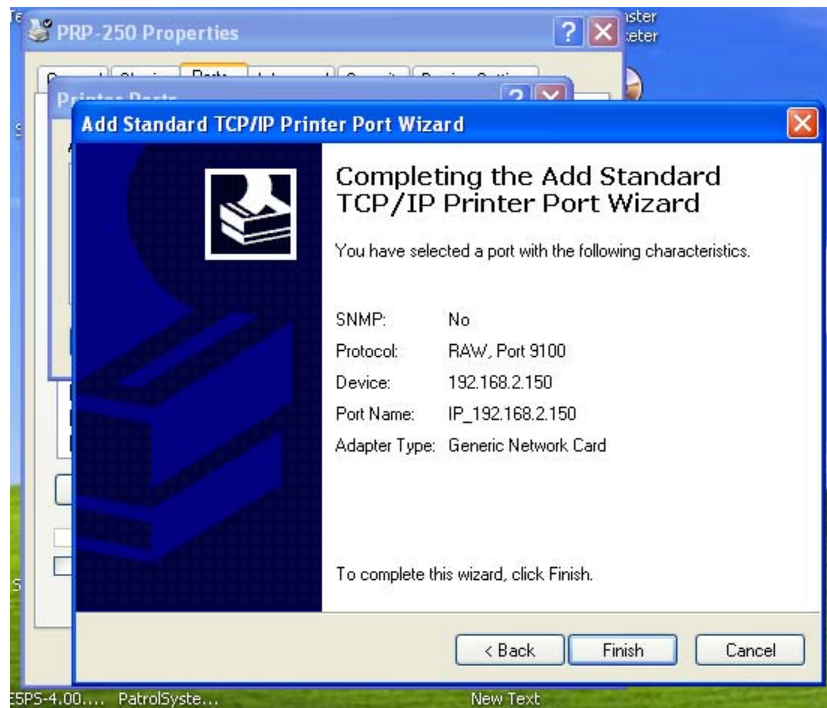 PRP-250 Properties
Printer Ports
Add Standard TCP/IP Printer Port Wizard
Completing the Add Standard
TCP/IP Printer Port Wizard
You have selected a port with the following characteristics.
SNMP: No
Protocol: RAW, Port 9100
Device: 192.168.2.150
Port Name: IP_192.168.2.150
Adapter Type: Generic Network Card
To complete this wizard, click Finish.
< Back
Finish
Cancel
PatrolSyste...
New Text